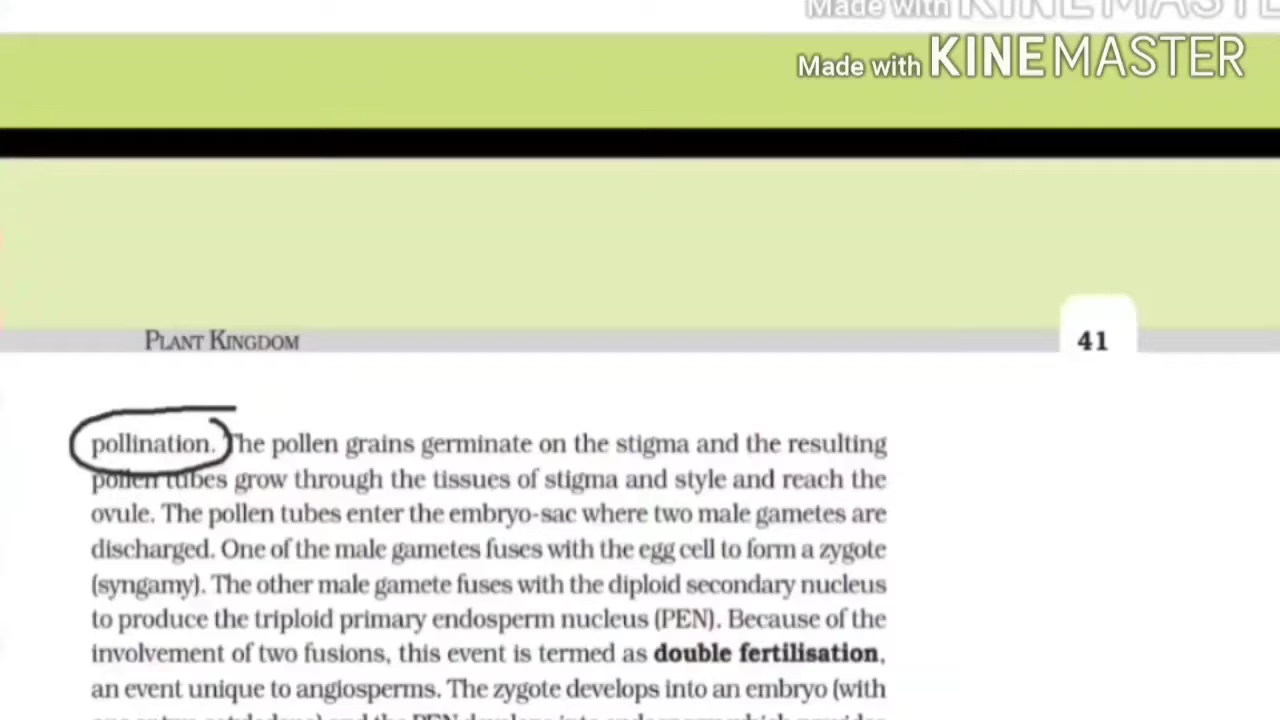 Made with KINEMASTER
Made with KINEMASTER
PLANT KINGDOM
41
pollination. The pollen grains germinate on the stigma and the resulting
pollen tubes grow through the tissues of stigma and style and reach the
ovule. The pollen tubes enter the embryo-sac where two male gametes are
discharged. One of the male gametes fuses with the egg cell to form a zygote
(syngamy). The other male gamete fuses with the diploid secondary nucleus
to produce the triploid primary endosperm nucleus (PEN). Because of the
involvement of two fusions, this event is termed as double fertilisation,
an event unique to angiosperms. The zygote develops into an embryo (with